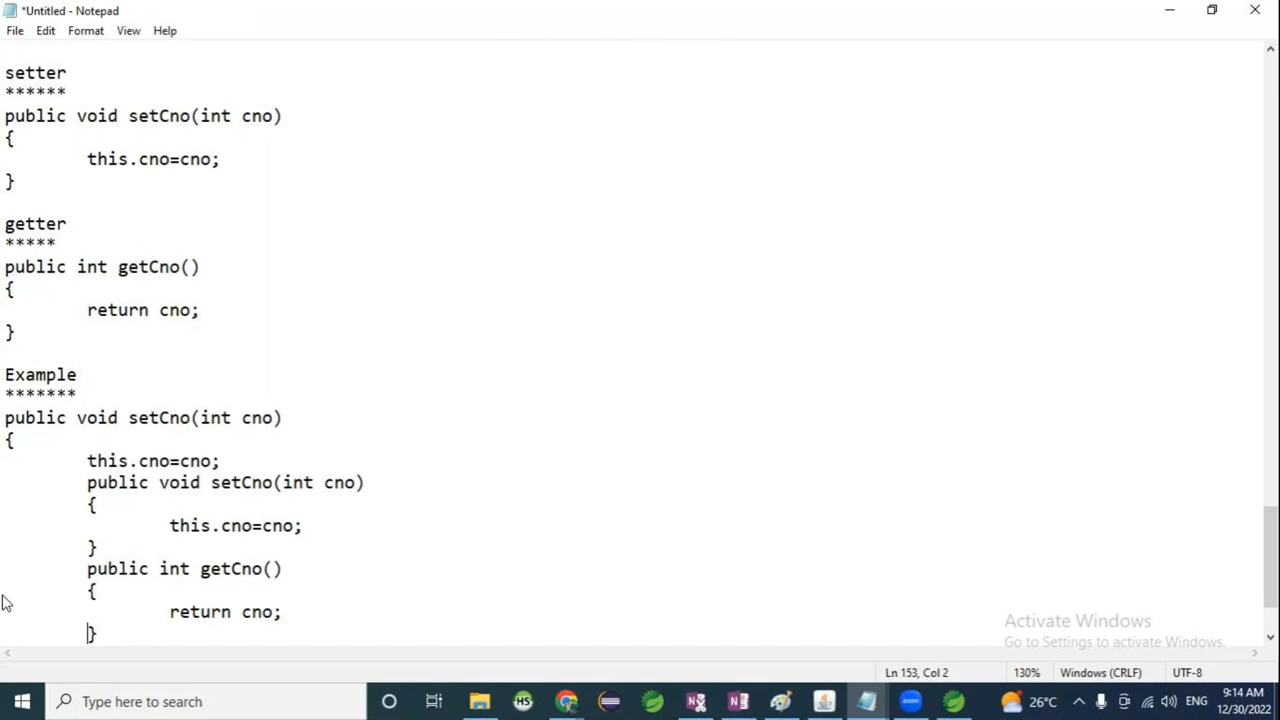 *Untitled - Notepad
File Edit Format View Help
setter
******
public void setCno(int cno)
{
this.cno=cno;
}
getter
*****
public int getCno()
{
return cno;
}
Example
*******
public void setCno(int cno)
{
this.cno=cno;
public void setCno(int cno)
{
this.cno=cno;
}
public int getCno()
{
return cno;
}
Activate Windows
Go to Settings to activate Windows.
Ln 153, Col 2 130% Windows (CRLF) UTF-8
Type here to search
HS
26°C
ENG
9:14 AM
12/30/2022